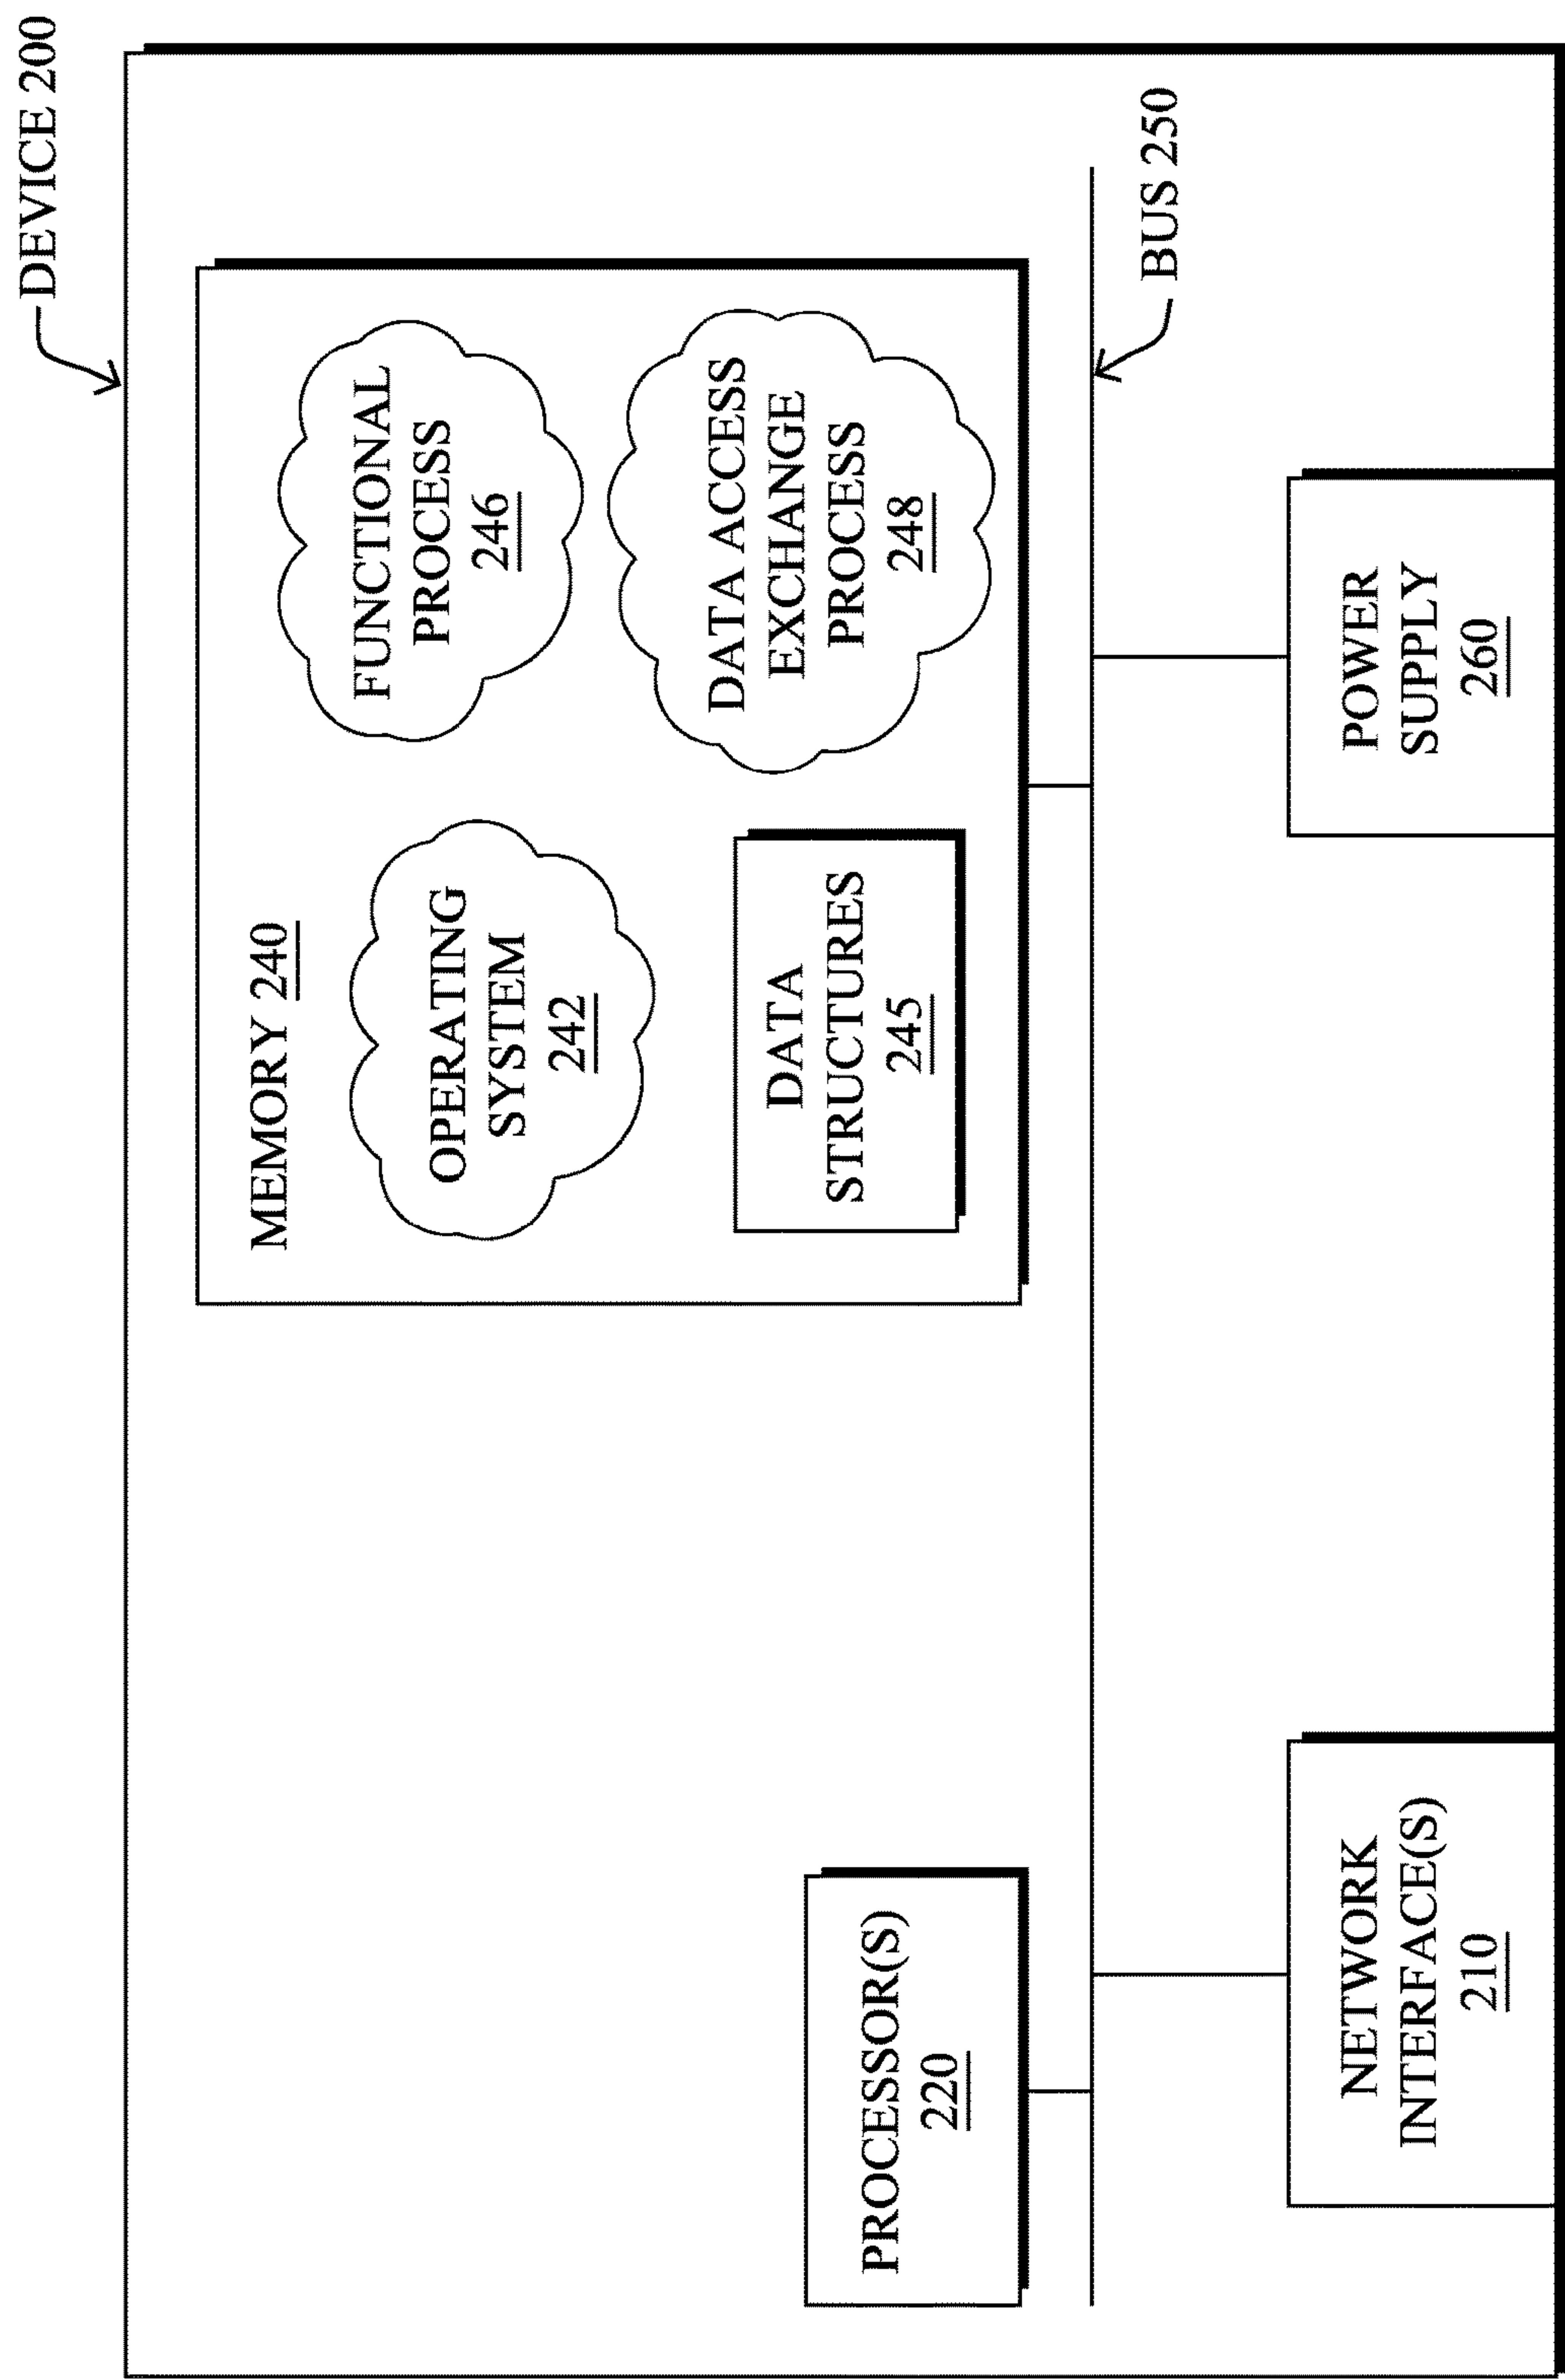 DEVICE 200
MEMORY 240
OPERATING
SYSTEM
242
FUNCTIONAL
PROCESS
246
DATA
STRUCTURES
245
DATA ACCESS
EXCHANGE
PROCESS
248
PROCESSOR(S)
220
BUS 250
NETWORK
INTERFACE(S)
210
POWER
SUPPLY
260